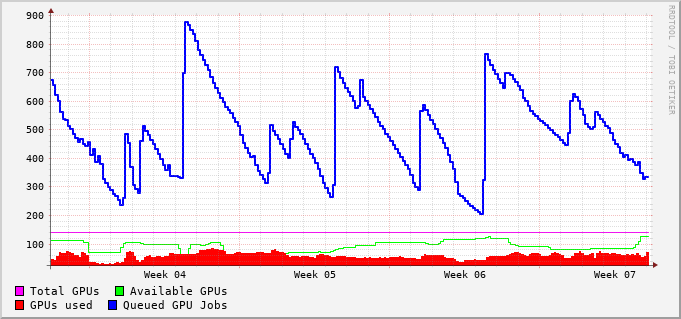 900
800
700
600
500
400
300
200
100
Week 04 Week 05 Week 06 Week 07
Total GPUs Available GPUs
GPUs used Queued GPU Jobs
RRDTOOL / TOBI OETIKER